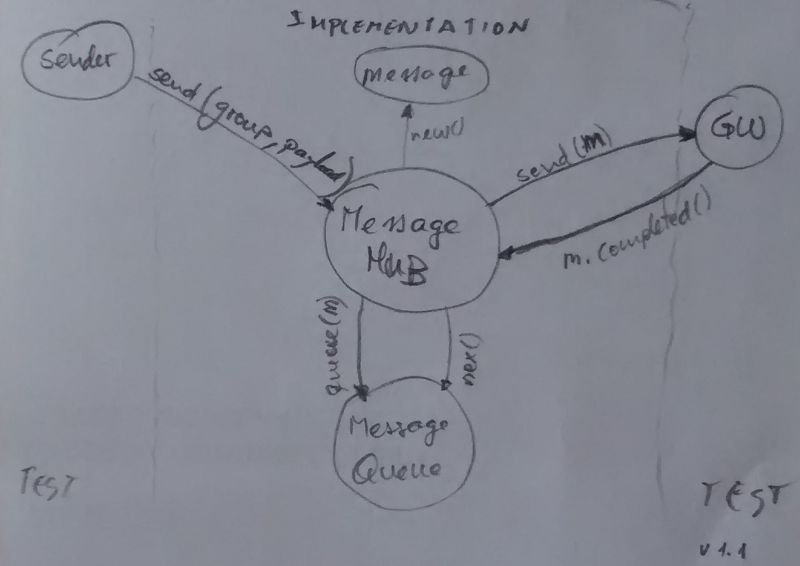 IMPLEMENTATION
Sender
message
send(group, payload)
new()
send(m)
GW
Message
HUB
m.completed()
queue(m)
nex()
Message
Queue
TEST
TEST
v 1.1